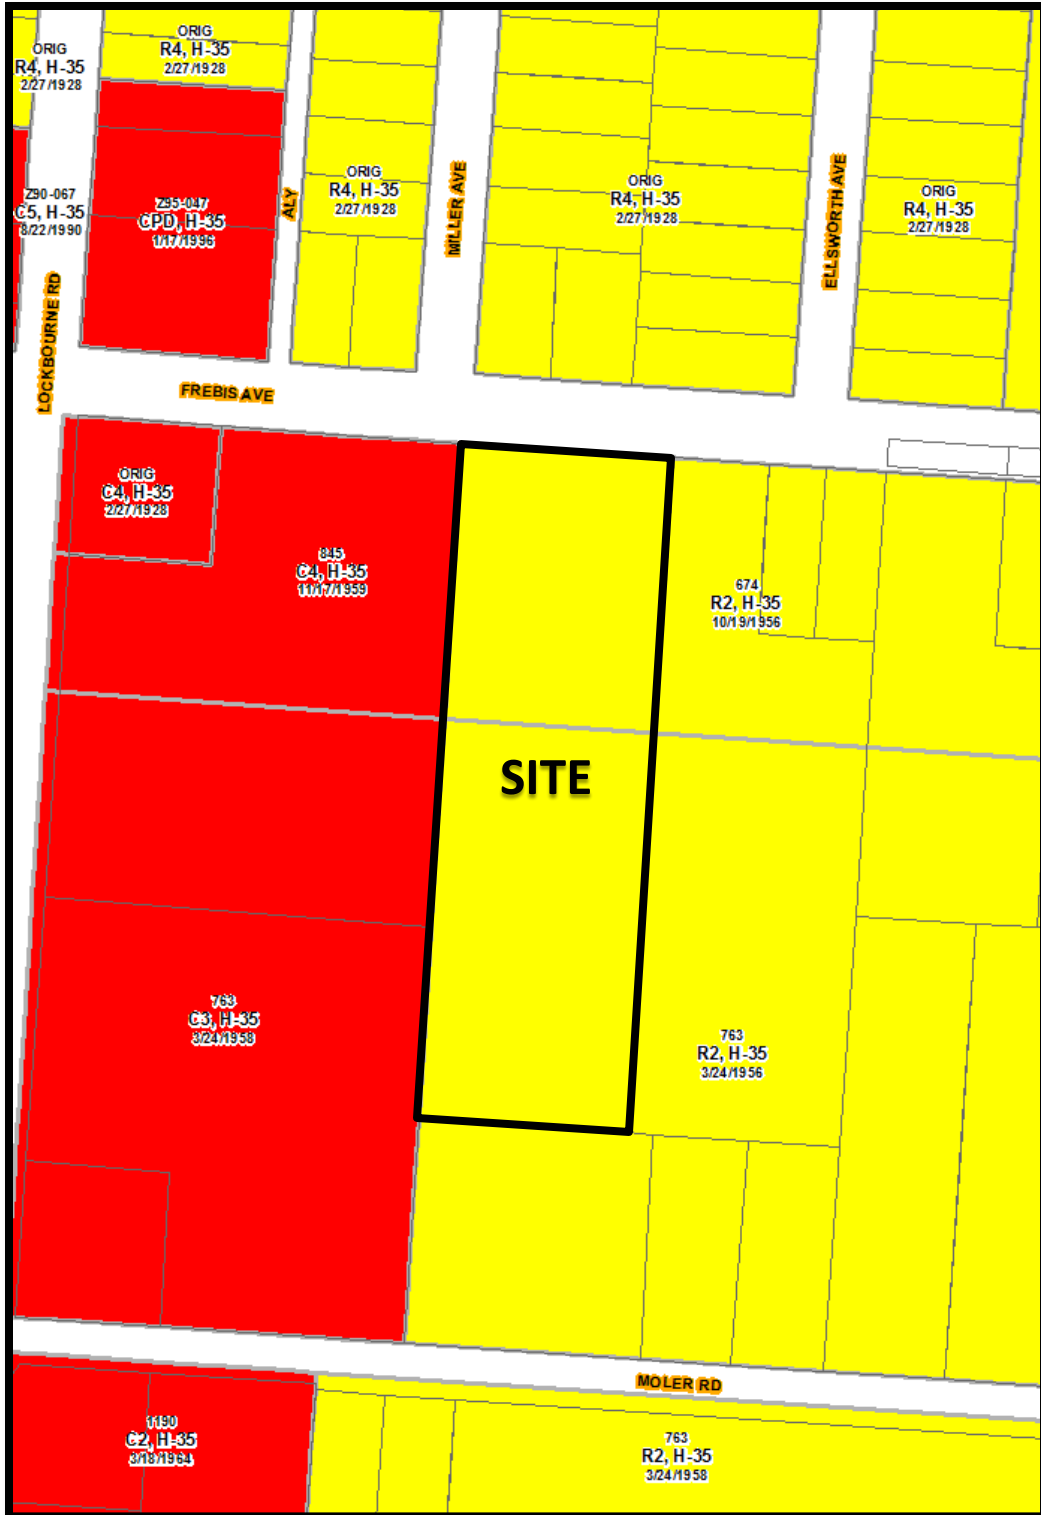 ORIG
R4, H-35
2/27/1928
ORIG
R4, H-35
2/27/1928
Z90-067
C5, H-35
8/22/1990
Z95-047
CPD, H-35
1/17/1996
ALY
ORIG
R4, H-35
2/27/1928
MILLER AVE
ORIG
R4, H-35
2/27/1928
ELLSWORTH AVE
ORIG
R4, H-35
2/27/1928
LOCKBOURNE RD
FREBIS AVE
ORIG
C4, H-35
2/27/1928
845
C4, H-35
11/17/1959
674
R2, H-35
10/19/1956
SITE
763
C3, H-35
3/24/1958
763
R2, H-35
3/24/1956
MOLER RD
1190
C2, H-35
3/18/1964
763
R2, H-35
3/24/1958